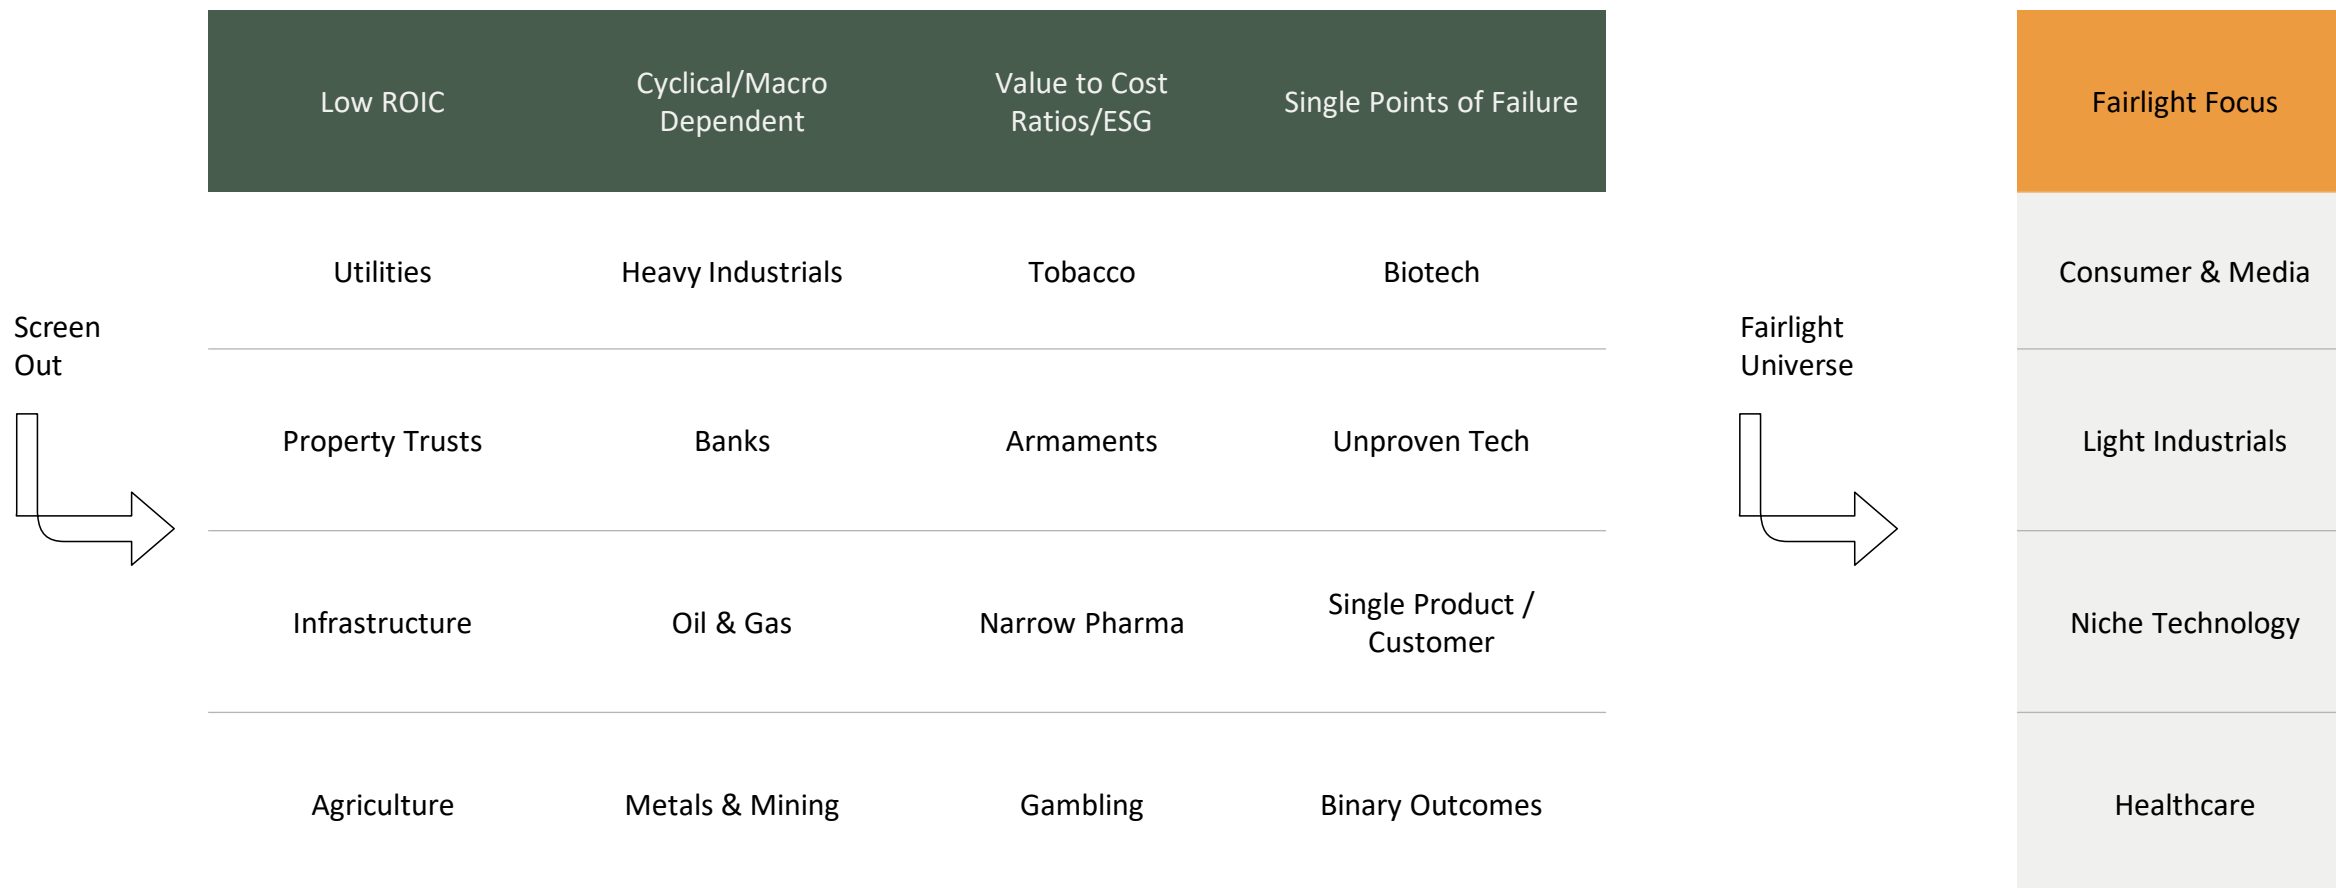 Low ROIC
Cyclical/Macro
Dependent
Value to Cost
Ratios/ESG
Single Points of Failure
Fairlight Focus
Utilities
Heavy Industrials
Tobacco
Biotech
Consumer & Media
Screen
Out
Fairlight
Universe
Property Trusts
Banks
Armaments
Unproven Tech
Light Industrials
Infrastructure
Oil & Gas
Narrow Pharma
Single Product /
Customer
Niche Technology
Agriculture
Metals & Mining
Gambling
Binary Outcomes
Healthcare